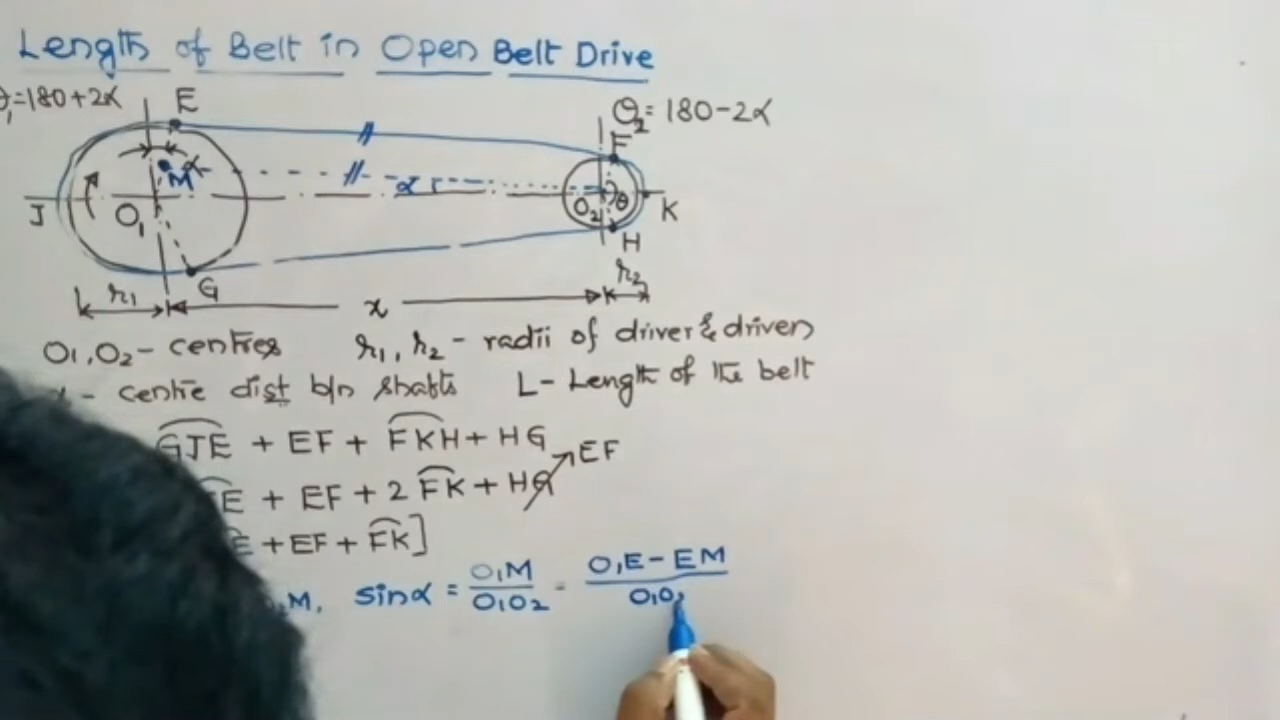 Length of Belt in Open Belt Drive
θ₁=180+2α E θ₂=180-2α
F
M α α
J O₁ O₂ θ K
G H
r₁ x r₂
O₁,O₂ - centres r₁, r₂ - radii of driver & driven
- centre dist b/n shafts L - Length of the belt
GJE + EF + FKH + HG EF
E + EF + 2 FK + HG
E + EF + FK]
M, sinα = O₁M/O₁O₂ = O₁E - EM/O₁O₂